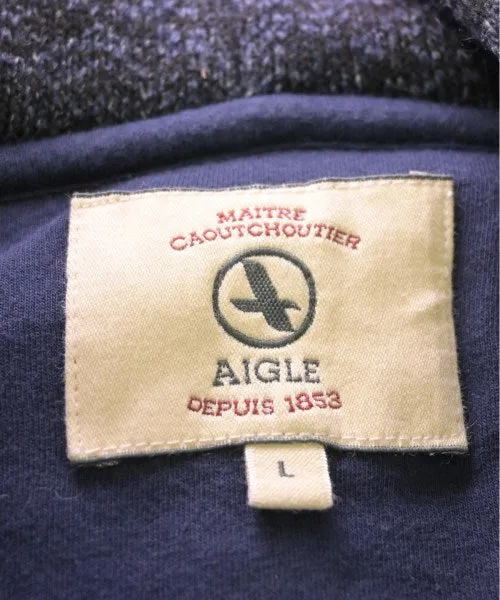 MAITRE
CAOUTCHOUTIER
AIGLE
DEPUIS 1853
L